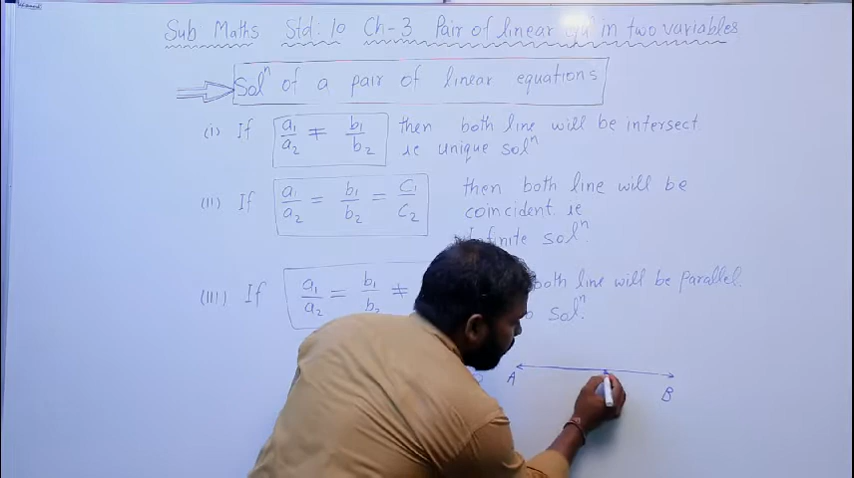 Sub Maths Std: 10 Ch-3 Pair of linear in two variables
Solⁿ of a pair of linear equations
(i) If a₁/a₂ ≠ b₁/b₂ then both line will be intersect
ie unique solⁿ
(ii) If a₁/a₂ = b₁/b₂ = c₁/c₂ then both line will be
coincident ie
solⁿ.
(iii) If a₁/a₂ = b₁/b₂ ≠ both line will be parallel.
solⁿ.
A B